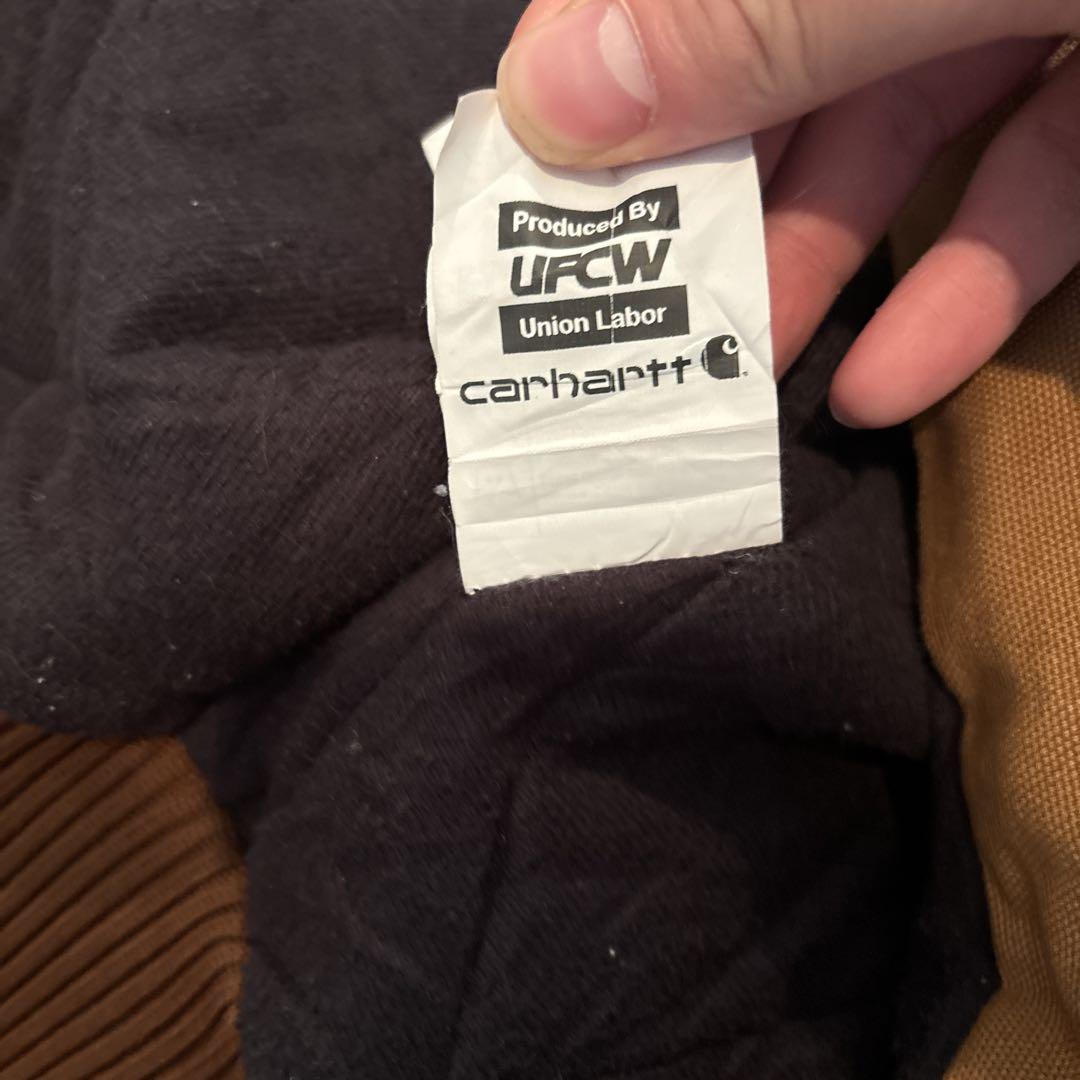 Produced By
UFCW
Union Labor
carhartt